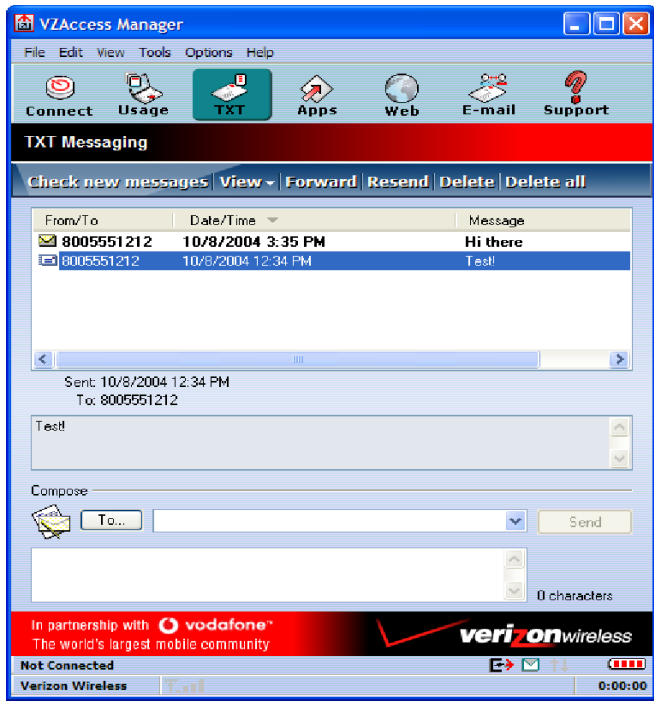 VZAccess Manager
File Edit View Tools Options Help
Connect Usage TXT Apps Web E-mail Support
TXT Messaging
Check new messages View Forward Resend Delete Delete all
From/To Date/Time Message
8005551212 10/8/2004 3:35 PM Hi there
8005551212 10/8/2004 12:34 PM Test!
Sent: 10/8/2004 12:34 PM
To: 8005551212
Test!
Compose
To... Send
0 characters
In partnership with vodafone™
The world's largest mobile community
verizonwireless
Not Connected
Verizon Wireless 0:00:00